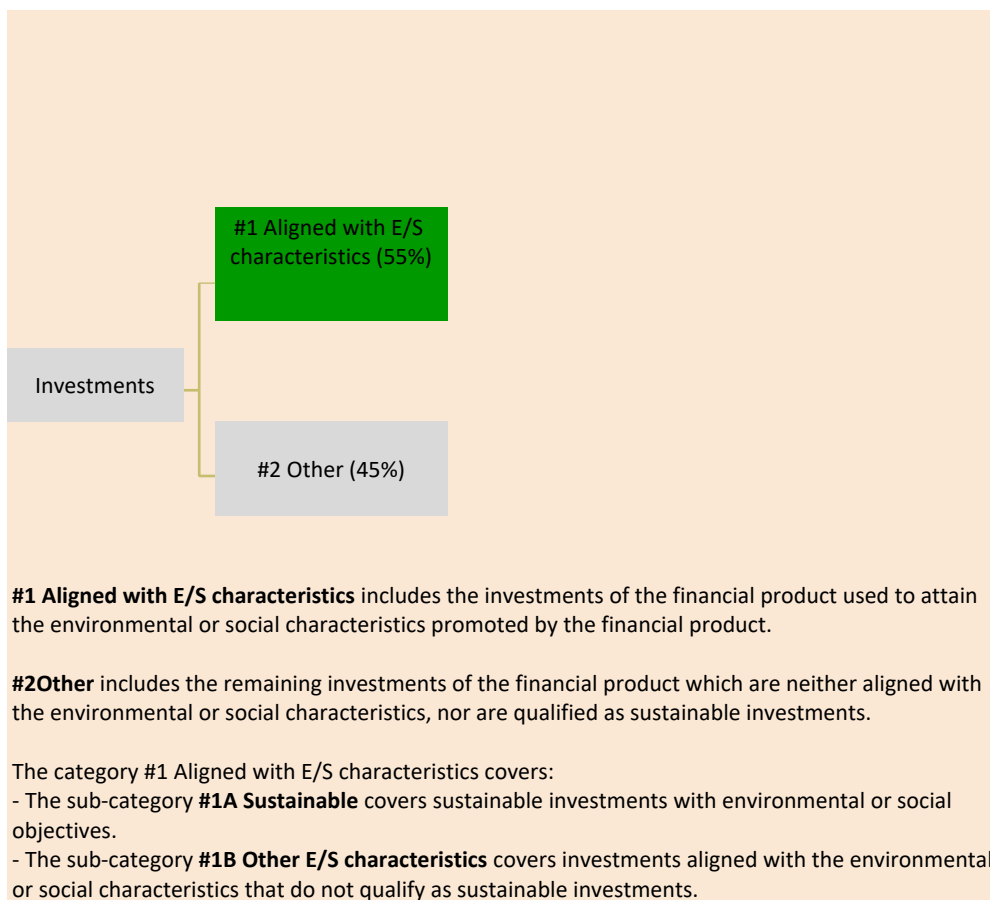 #1 Aligned with E/S
characteristics (55%)
Investments
#2 Other (45%)
#1 Aligned with E/S characteristics includes the investments of the financial product used to attain
the environmental or social characteristics promoted by the financial product.
#2Other includes the remaining investments of the financial product which are neither aligned with
the environmental or social characteristics, nor are qualified as sustainable investments.
The category #1 Aligned with E/S characteristics covers:
- The sub-category #1A Sustainable covers sustainable investments with environmental or social
objectives.
- The sub-category #1B Other E/S characteristics covers investments aligned with the environmental
or social characteristics that do not qualify as sustainable investments.